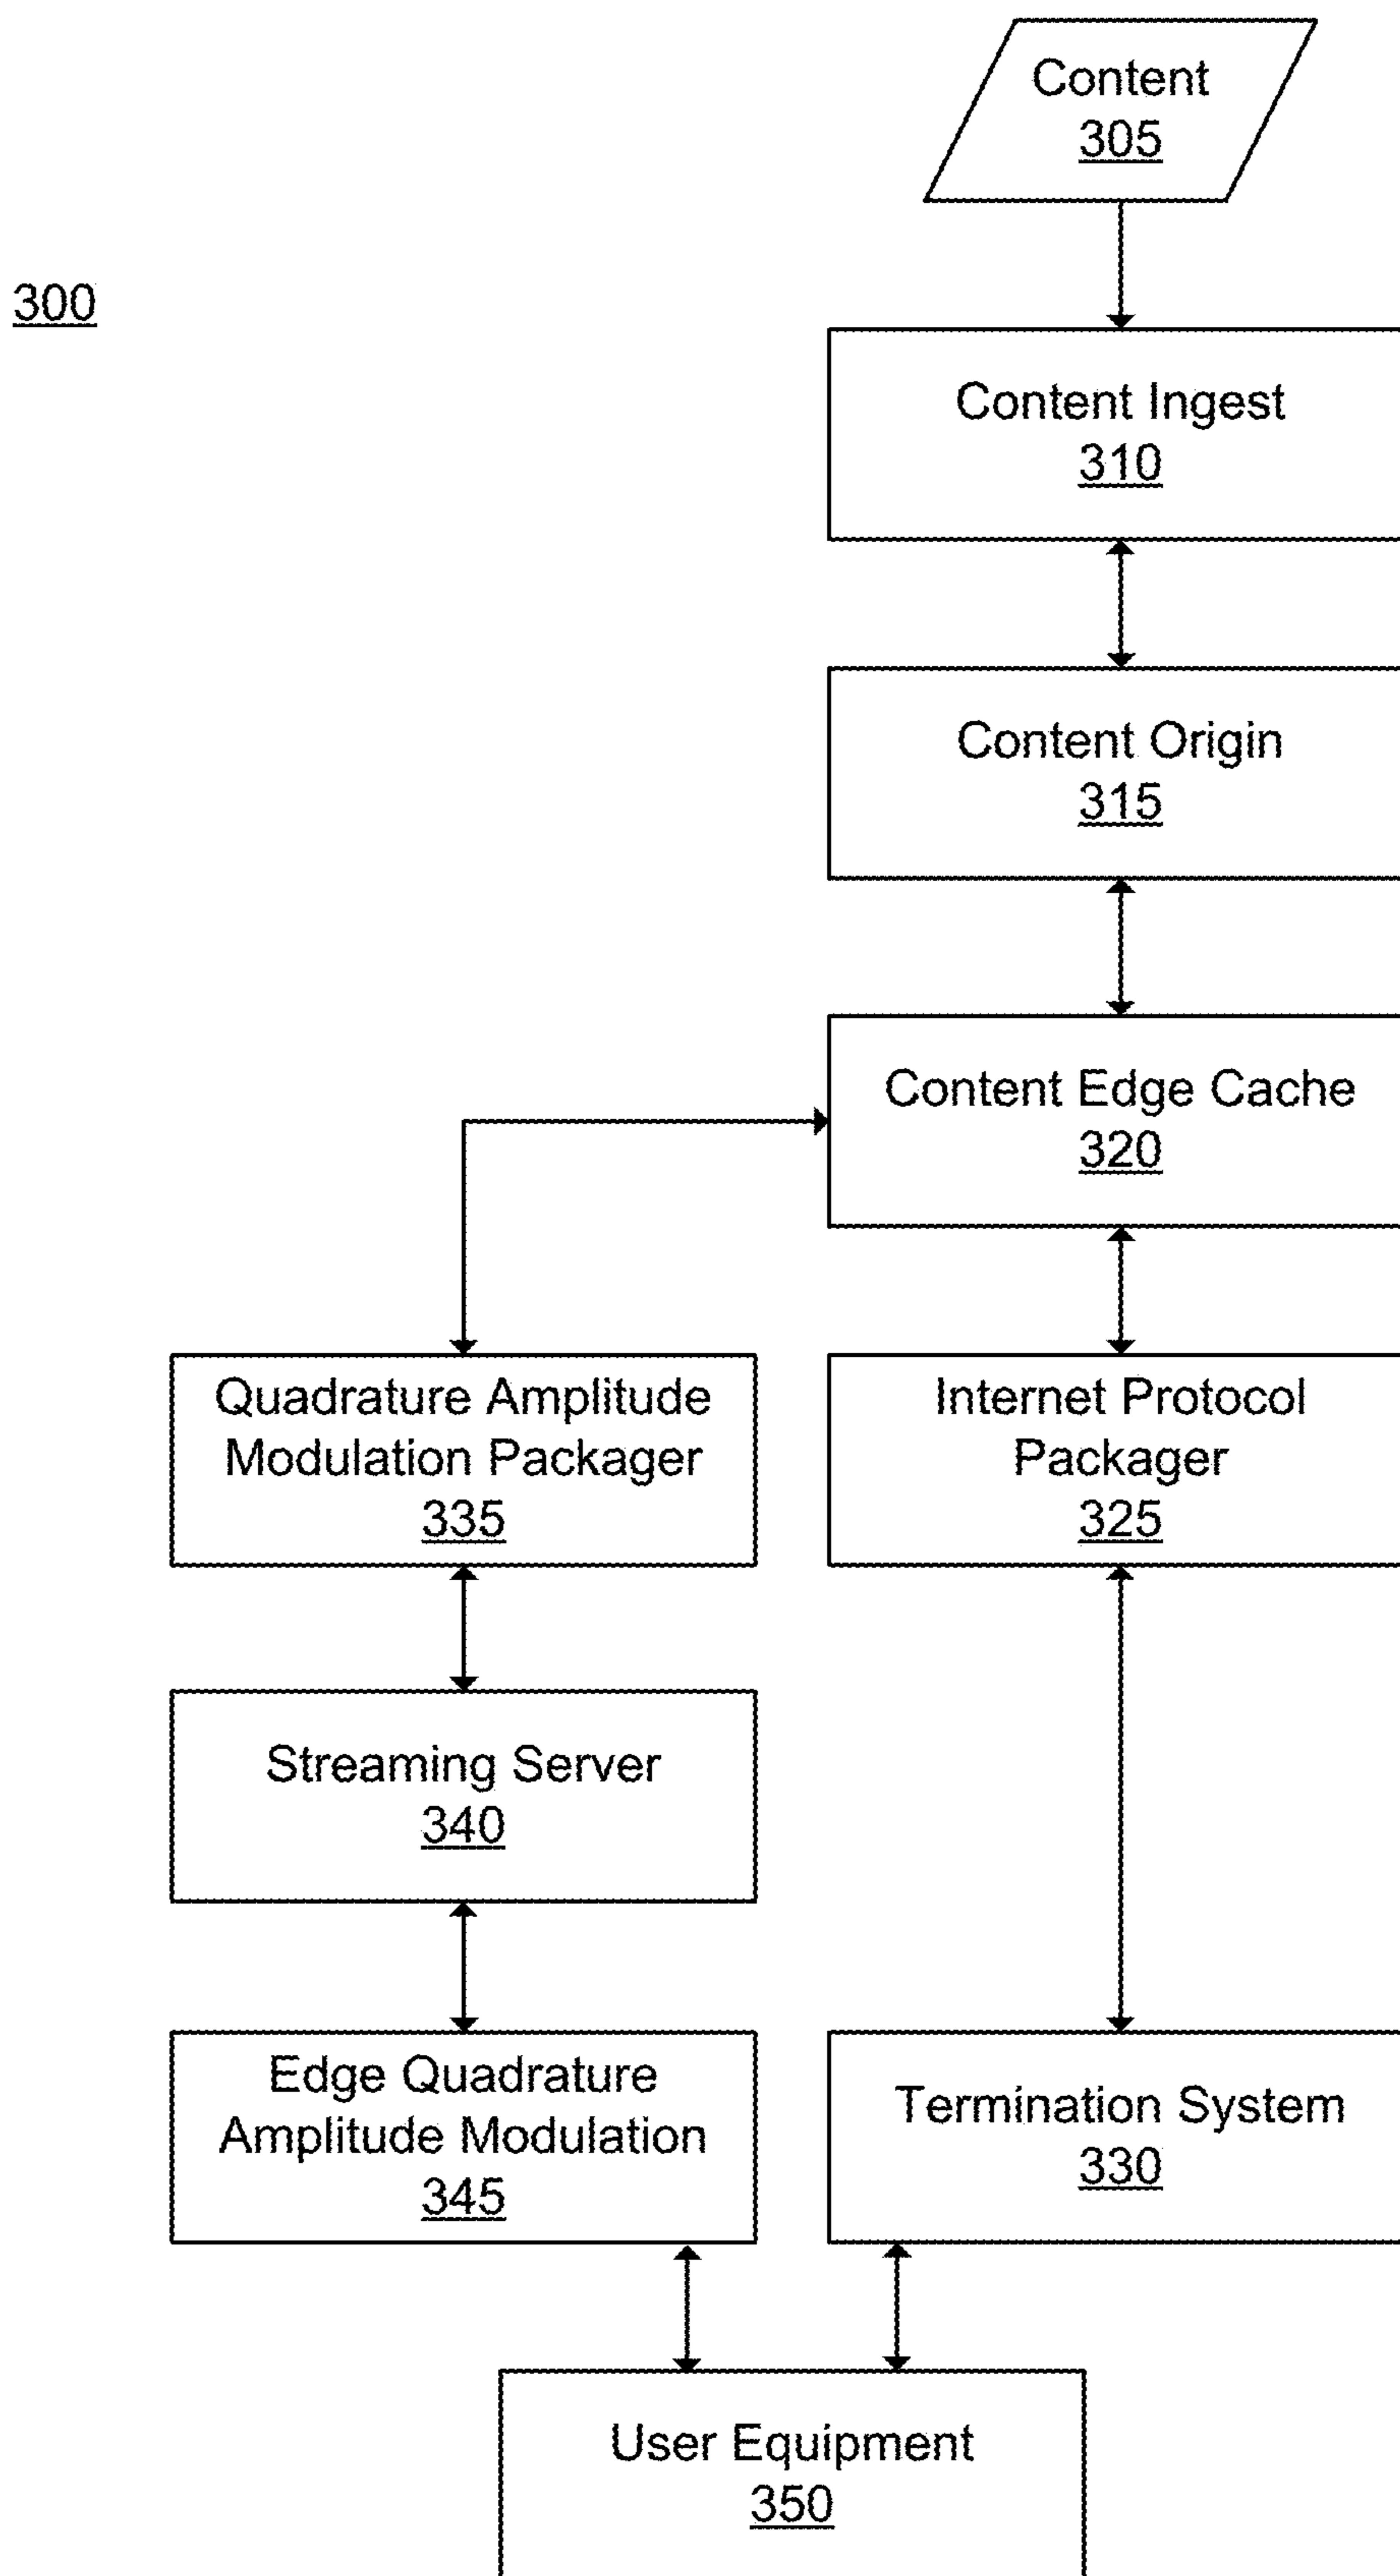 Content
305
300
Content Ingest
310
Content Origin
315
Content Edge Cache
320
Quadrature Amplitude
Modulation Packager
335
Internet Protocol
Packager
325
Streaming Server
340
Edge Quadrature
Amplitude Modulation
345
Termination System
330
User Equipment
350